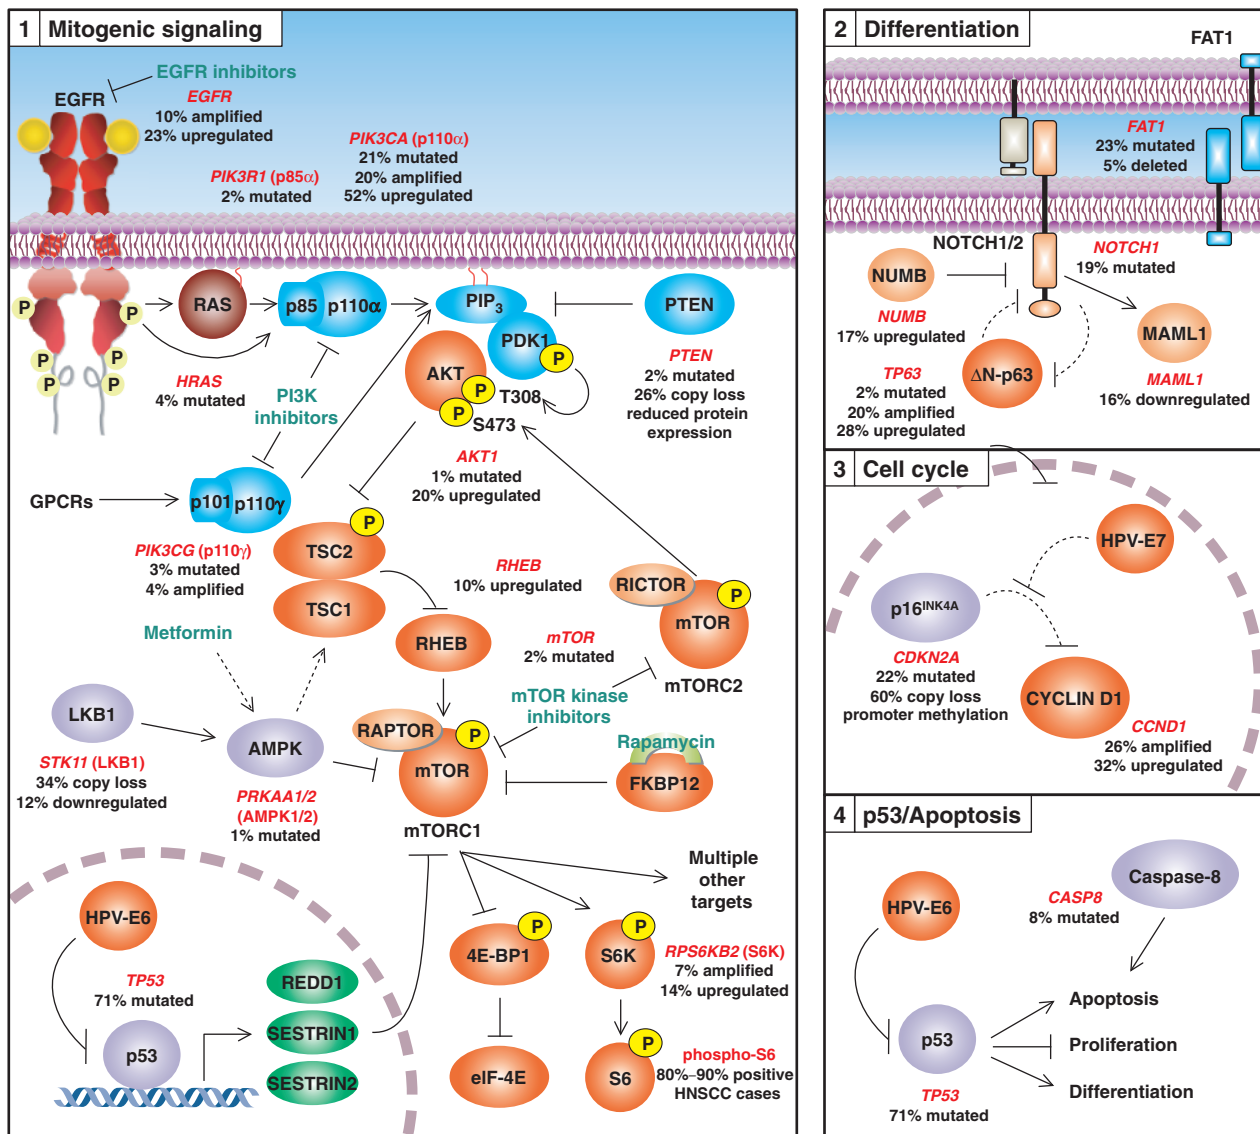 1 Mitogenic signaling
EGFR inhibitors
EGFR
EGFR
10% amplified
23% upregulated
PIK3R1 (p85α)
2% mutated
PIK3CA (p110α)
21% mutated
20% amplified
52% upregulated
P
P
P
P
P
P
RAS
p85
p110α
PIP3
PTEN
PDK1
P
AKT
P
P
T308
S473
HRAS
4% mutated
PI3K
inhibitors
PTEN
2% mutated
26% copy loss
reduced protein
expression
AKT1
1% mutated
20% upregulated
GPCRs
p101
p110γ
PIK3CG (p110γ)
3% mutated
4% amplified
P
TSC2
TSC1
RHEB
10% upregulated
RHEB
RICTOR
P
mTOR
mTORC2
mTOR
2% mutated
mTOR kinase
inhibitors
Metformin
LKB1
STK11 (LKB1)
34% copy loss
12% downregulated
AMPK
PRKAA1/2
(AMPK1/2)
1% mutated
RAPTOR
P
mTOR
mTORC1
Rapamycin
FKBP12
Multiple
other
targets
HPV-E6
TP53
71% mutated
p53
REDD1
SESTRIN1
SESTRIN2
P
4E-BP1
eIF-4E
P
S6K
RPS6KB2 (S6K)
7% amplified
14% upregulated
P
S6
phospho-S6
80%–90% positive
HNSCC cases
2 Differentiation
FAT1
FAT1
23% mutated
5% deleted
NOTCH1/2
NOTCH1
19% mutated
NUMB
NUMB
17% upregulated
MAML1
MAML1
16% downregulated
ΔN-p63
TP63
2% mutated
20% amplified
28% upregulated
3 Cell cycle
HPV-E7
p16INK4A
CDKN2A
22% mutated
60% copy loss
promoter methylation
CYCLIN D1
CCND1
26% amplified
32% upregulated
4 p53/Apoptosis
Caspase-8
CASP8
8% mutated
HPV-E6
p53
TP53
71% mutated
Apoptosis
Proliferation
Differentiation